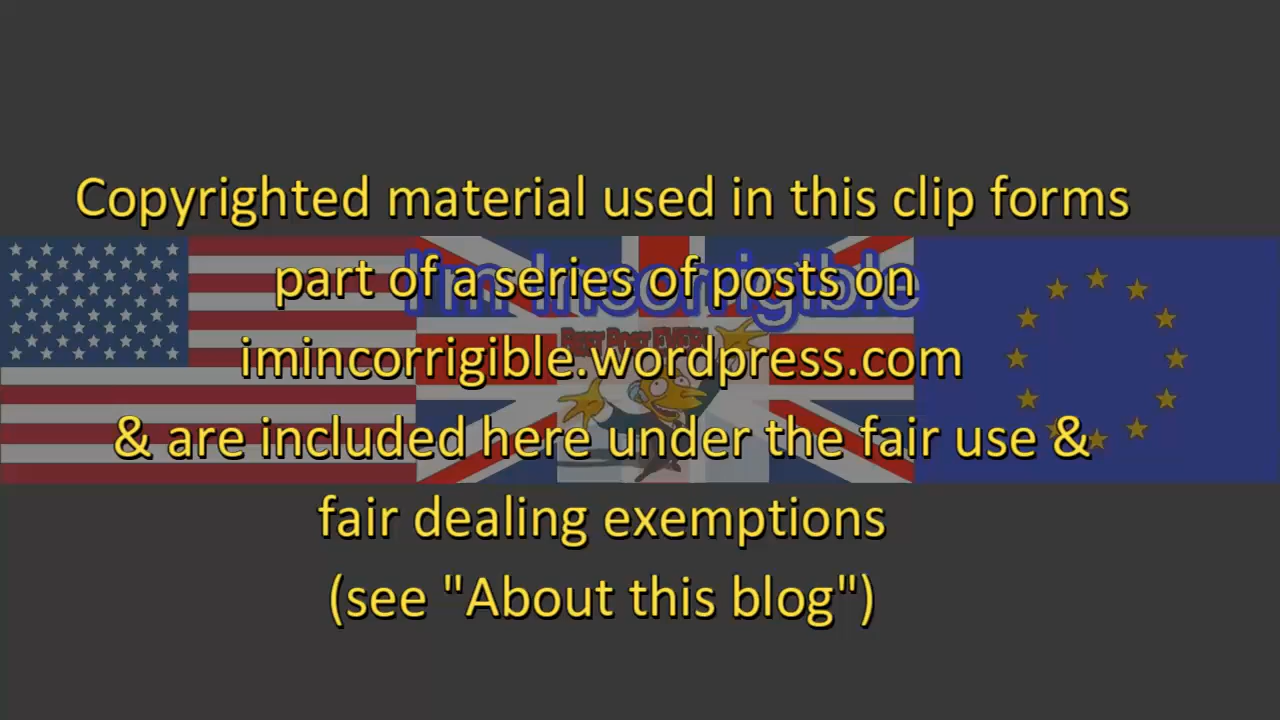 Copyrighted material used in this clip forms
part of a series of posts on
I'm Incorrigible
imincorrigible.wordpress.com
& are included here under the fair use &
fair dealing exemptions
(see "About this blog")